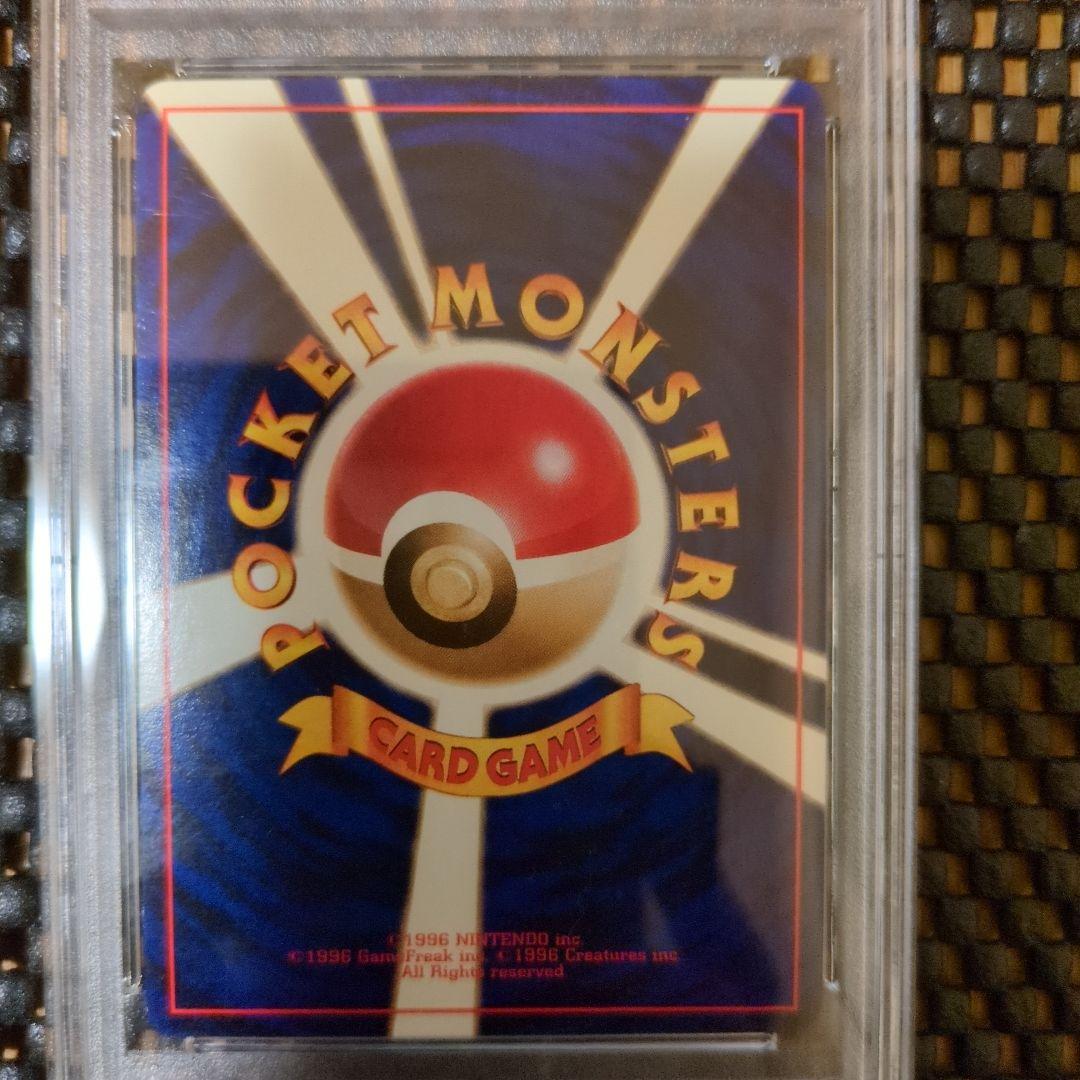 POCKET MONSTERS
CARD GAME
©1996 NINTENDO inc.
©1996 GameFreak inc. ©1996 Creatures inc.
All Rights reserved